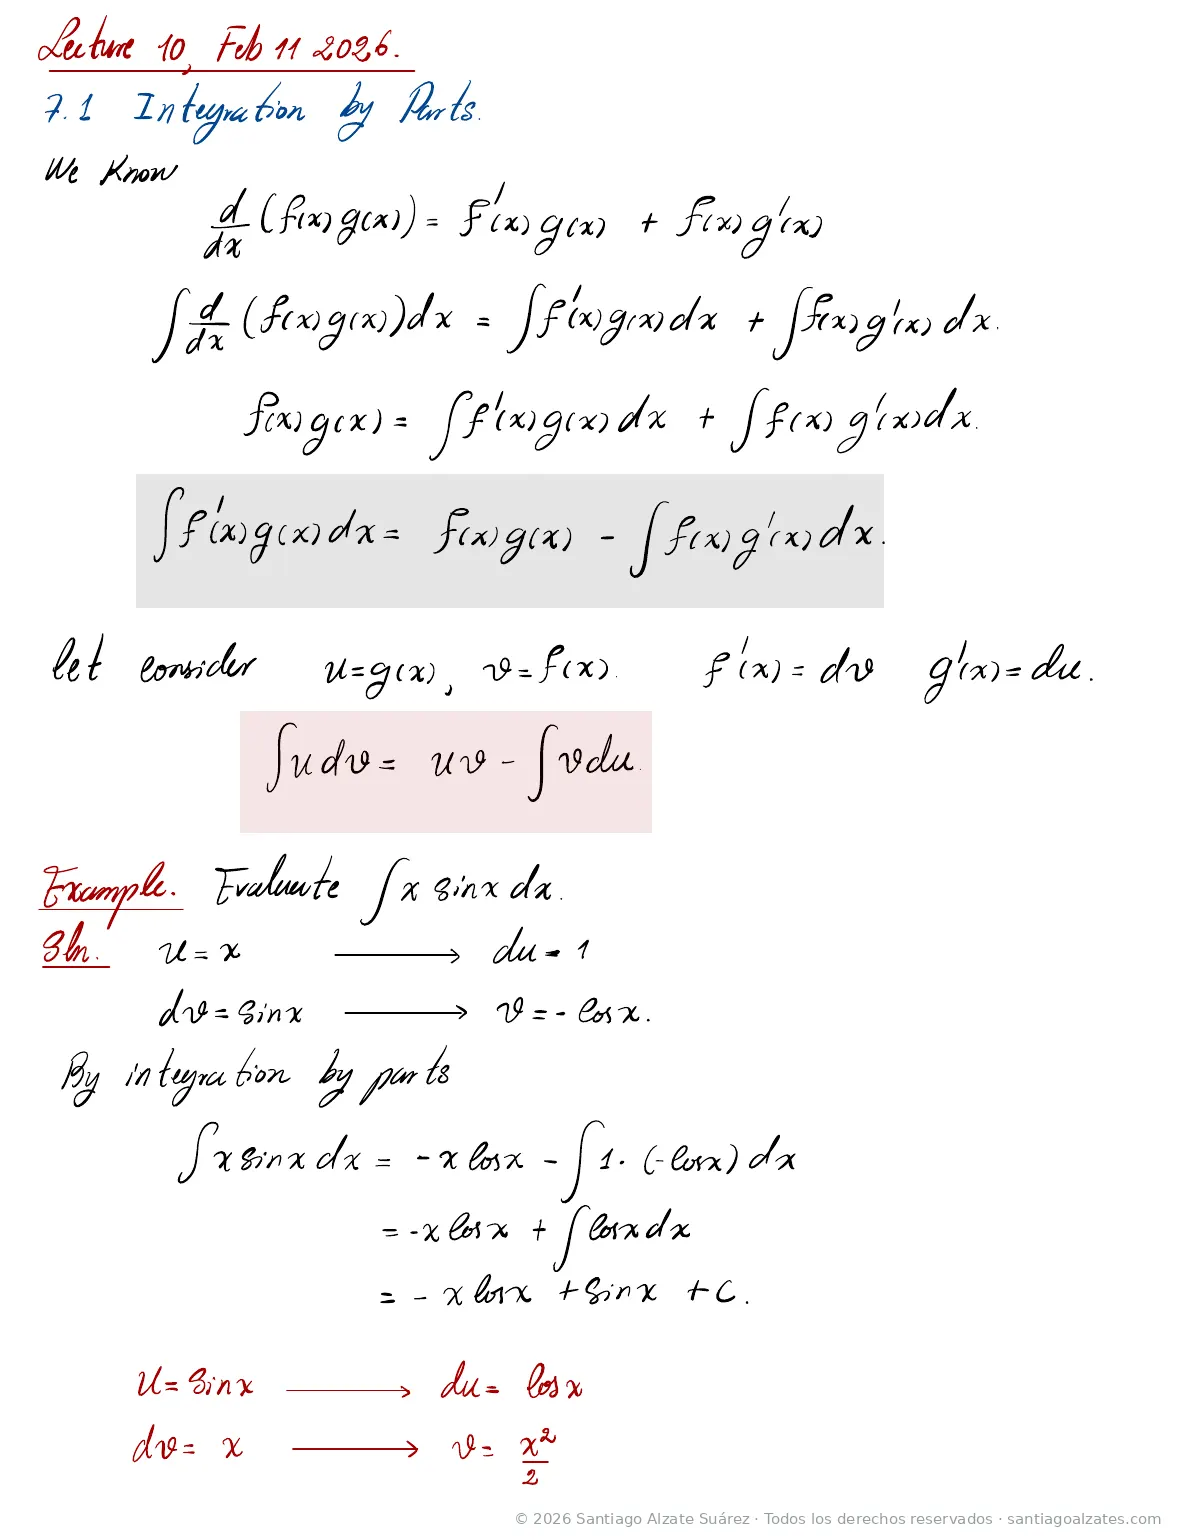 Lecture 10, Feb 11 2026.
7.1 Integration by Parts.
We Know
d/dx (f(x)g(x)) = f'(x)g(x) + f(x)g'(x)
∫ d/dx (f(x)g(x))dx = ∫f'(x)g(x)dx + ∫f(x)g'(x)dx.
f(x)g(x) = ∫f'(x)g(x)dx + ∫f(x)g'(x)dx.
∫f'(x)g(x)dx = f(x)g(x) - ∫f(x)g'(x)dx.
let consider u=g(x), v=f(x). f'(x)=dv g'(x)=du.
∫u dv = uv - ∫vdu.
Example. Evaluate ∫x sinx dx.
Sln. u=x ⟶ du=1
dv=sinx ⟶ v=-cosx.
By integration by parts
∫x sinx dx = -x cosx - ∫1·(-cosx)dx
= -x cosx + ∫cosx dx
= -x cosx + sinx + C.
u=sinx ⟶ du= cosx
dv= x ⟶ v= x²/2
© 2026 Santiago Alzate Suárez · Todos los derechos reservados · santiagoalzates.com